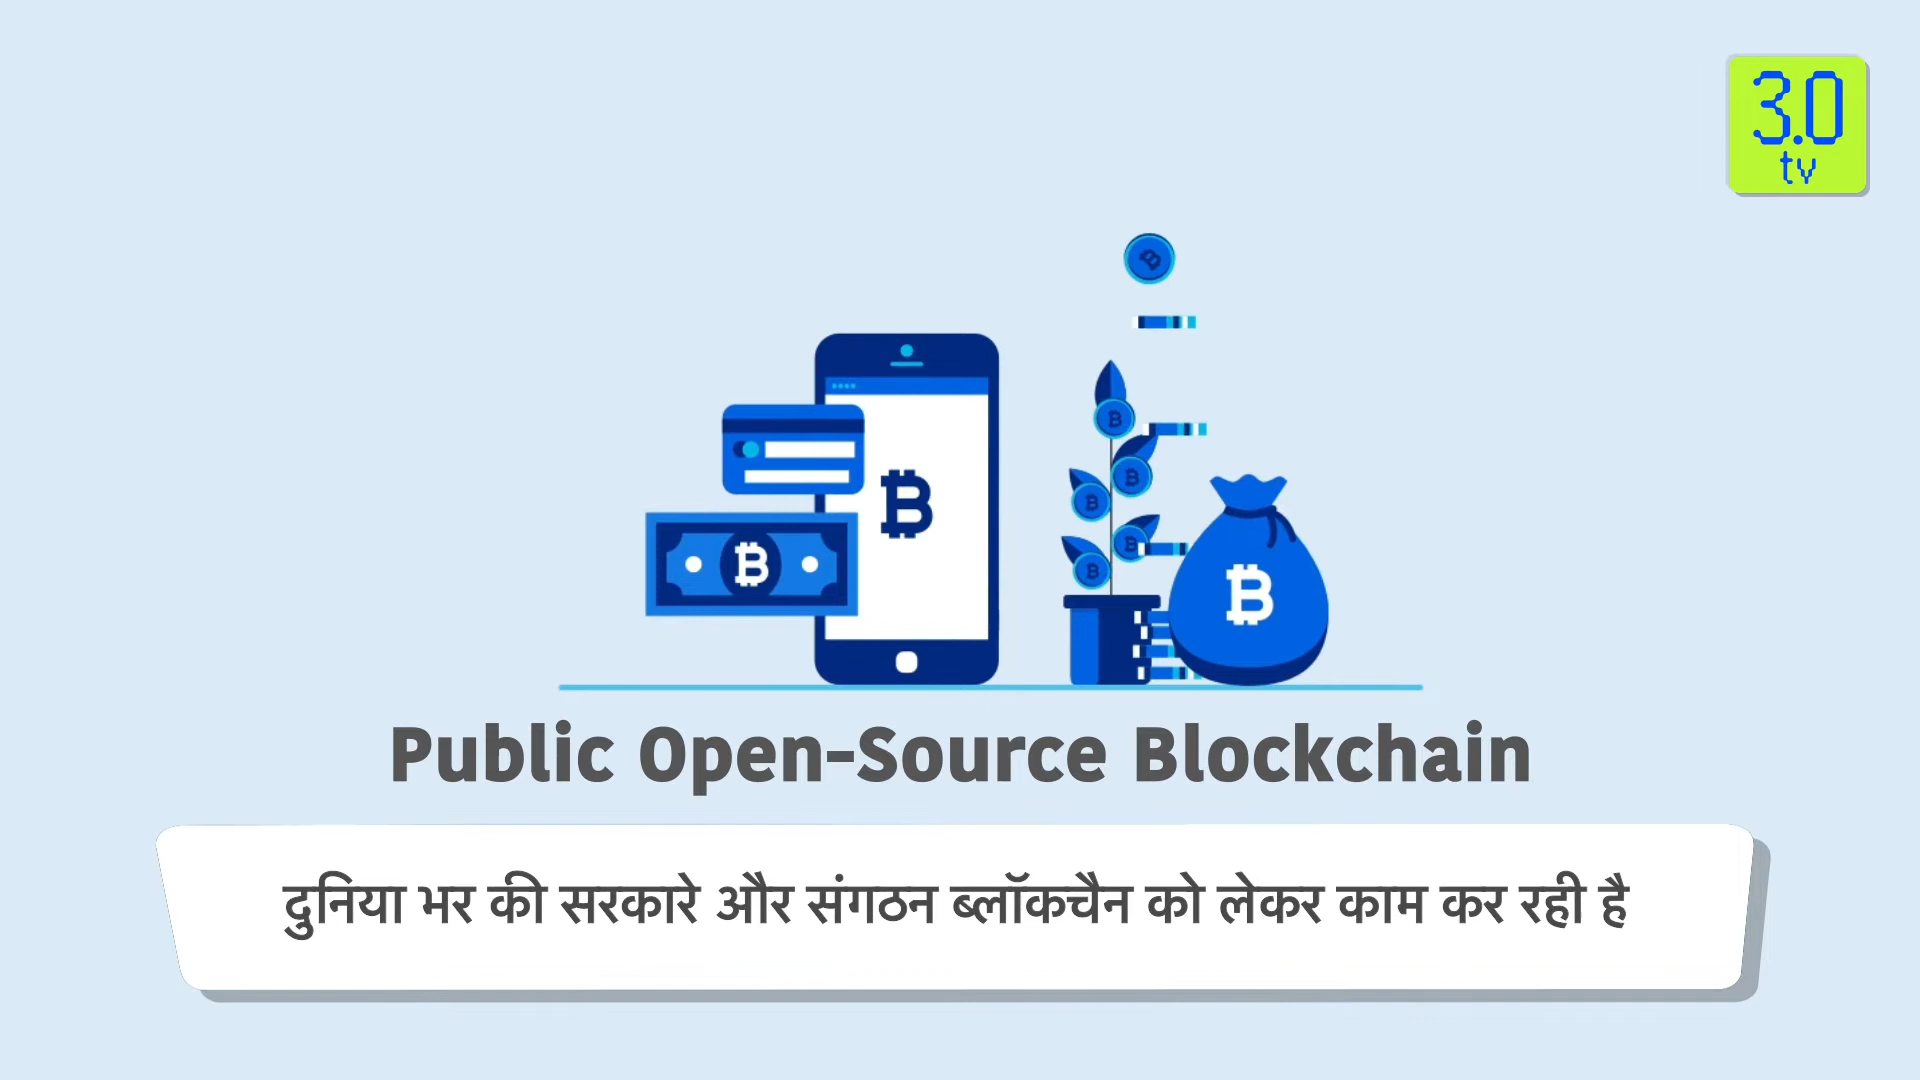 3.0
tv
Public Open-Source Blockchain
दुनिया भर की सरकारे और संगठन ब्लॉकचैन को लेकर काम कर रही है